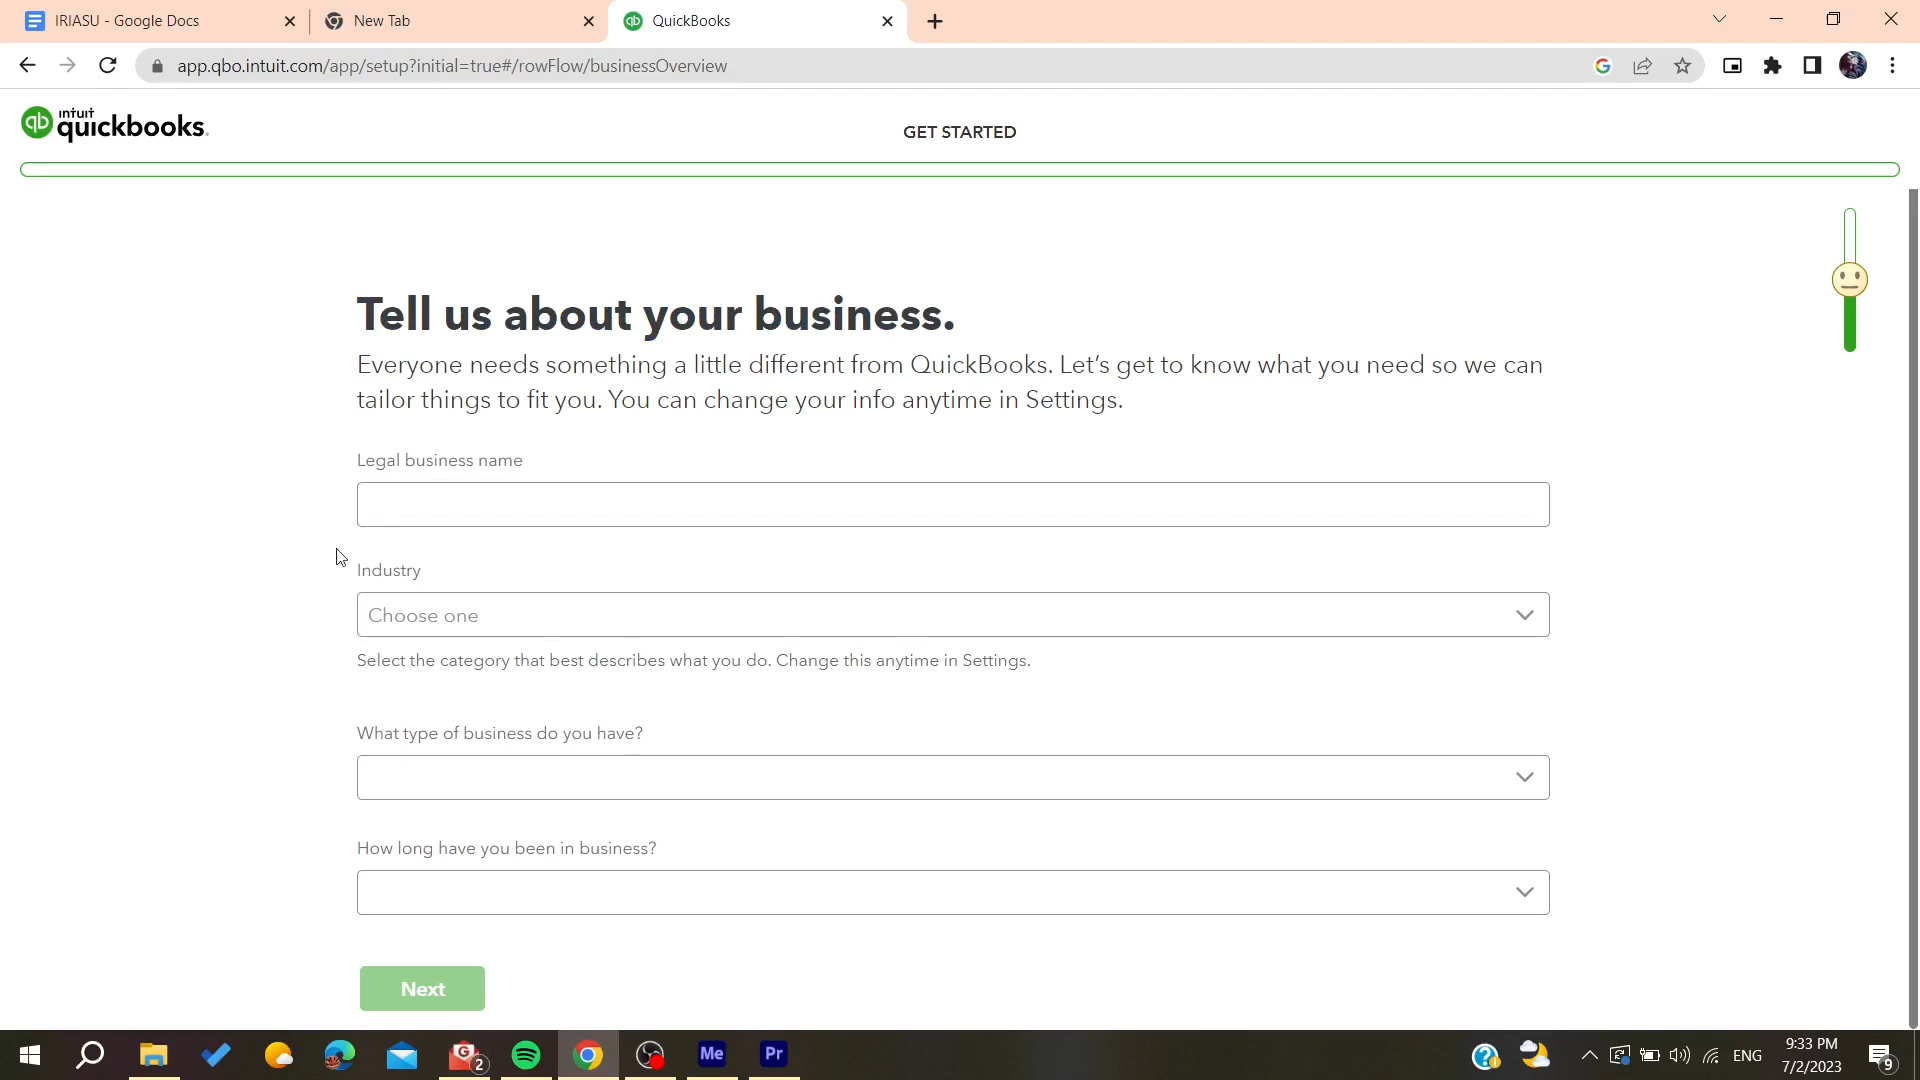 IRIASU - Google Docs
New Tab
QuickBooks
app.qbo.intuit.com/app/setup?initial=true#/rowFlow/businessOverview
qb intuit quickbooks.
GET STARTED
Tell us about your business.
Everyone needs something a little different from QuickBooks. Let’s get to know what you need so we can
tailor things to fit you. You can change your info anytime in Settings.
Legal business name
Industry
Choose one
Select the category that best describes what you do. Change this anytime in Settings.
What type of business do you have?
How long have you been in business?
Next
G 2
Me
Pr
ENG
9:33 PM
7/2/2023
9